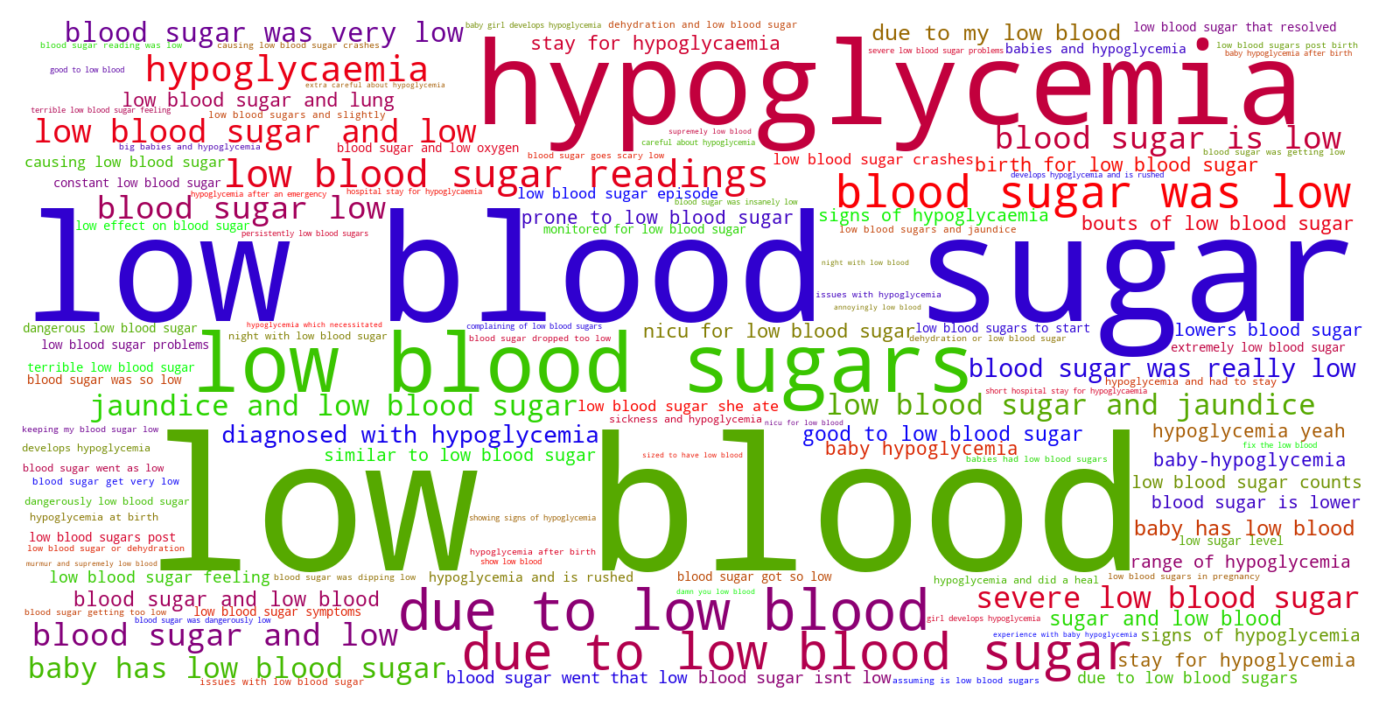 baby girl develops hypoglycemia
dehydration and low blood sugar
blood sugar was very low
due to my low blood
low blood sugar that resolved
blood sugar reading was low
causing low blood sugar crashes
stay for hypoglycaemia
severe low blood sugar problems
babies and hypoglycemia
low blood sugars post birth
baby hypoglycemia after birth
hypoglycemia
good to low blood
hypoglycaemia
extra careful about hypoglycemia
low blood sugar and lung
terrible low blood sugar feeling
low blood sugars and slightly
low blood sugar and low
supremely low blood
careful about hypoglycemia
blood sugar is low
big babies and hypoglycemia
blood sugar and low oxygen
blood sugar goes scary low
blood sugar was getting low
causing low blood sugar
low blood sugar readings
low blood sugar crashes
birth for low blood sugar
develops hypoglycemia and is rushed
constant low blood sugar
hypoglycemia after an emergency
hospital stay for hypoglycaemia
low blood sugar episode
blood sugar was insanely low
blood sugar was low
blood sugar low
prone to low blood sugar
signs of hypoglycaemia
bouts of low blood sugar
low effect on blood sugar
persistently low blood sugars
monitored for low blood sugar
low blood sugars and jaundice
low blood sugar
night with low blood
issues with hypoglycemia
annoyingly low blood
dangerous low blood sugar
hypoglycemia which necessitated
complaining of low blood sugars
nicu for low blood sugar
low blood sugars to start
lowers blood sugar
night with low blood sugar
blood sugar dropped too low
dehydration or low blood sugar
low blood sugar problems
extremely low blood sugar
low blood sugars
terrible low blood sugar
blood sugar was really low
blood sugar was so low
hypoglycemia and had to stay
short hospital stay for hypoglycaemia
jaundice and low blood sugar
low blood sugar she ate
low blood sugar and jaundice
sickness and hypoglycemia
nicu for low blood
keeping my blood sugar low
diagnosed with hypoglycemia
good to low blood sugar
hypoglycemia yeah
develops hypoglycemia
similar to low blood sugar
sized to have low blood
baby hypoglycemia
babies had low blood sugars
fix the low blood
low blood
blood sugar went as low
baby-hypoglycemia
blood sugar get very low
low blood sugar counts
dangerously low blood sugar
blood sugar is lower
hypoglycemia at birth
showing signs of hypoglycemia
baby has low blood
low blood sugars post
low sugar level
low blood sugar or dehydration
hypoglycemia after birth
murmur and supremely low blood
show low blood
range of hypoglycemia
low blood sugar feeling
blood sugar was dipping low
hypoglycemia and is rushed
blood sugar got so low
hypoglycemia and did a heal
low blood sugars in pregnancy
blood sugar and low blood
due to low blood
damn you low blood
severe low blood sugar
blood sugar getting too low
low blood sugar symptoms
girl develops hypoglycemia
sugar and low blood
blood sugar was dangerously low
blood sugar and low
due to low blood sugar
experience with baby hypoglycemia
signs of hypoglycemia
baby has low blood sugar
stay for hypoglycemia
issues with low blood sugar
blood sugar went that low
blood sugar isnt low
assuming is low blood sugars
due to low blood sugars